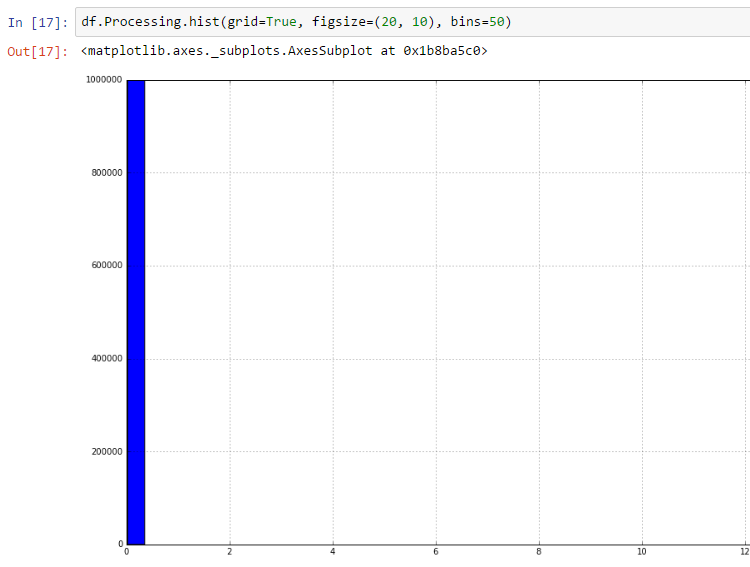 In [17]: df.Processing.hist(grid=True, figsize=(20, 10), bins=50)
Out[17]: <matplotlib.axes._subplots.AxesSubplot at 0x1b8ba5c0>
1000000
800000
600000
400000
200000
0
0 2 4 6 8 10 12